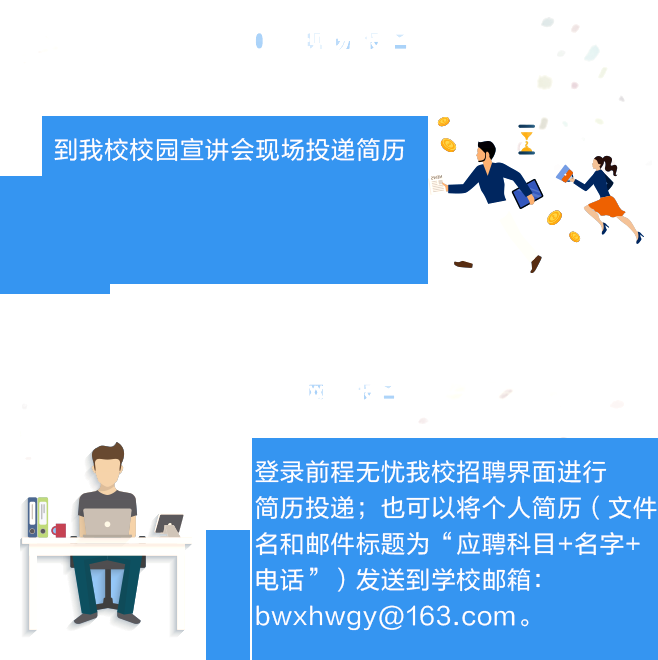 到我校校园宣讲会现场投递简历
登录前程无忧我校招聘界面进行
简历投递；也可以将个人简历（文件
名和邮件标题为“应聘科目+名字+
电话”）发送到学校邮箱：
bwxhwgy@163.com。